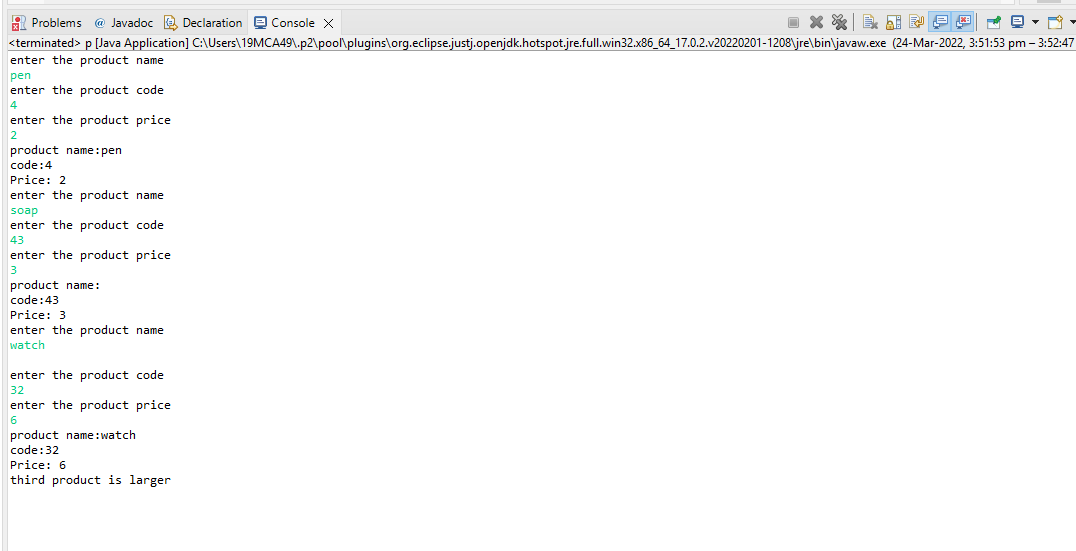 Problems @ Javadoc Declaration Console
<terminated> p [Java Application] C:\Users\19MCA49\.p2\pool\plugins\org.eclipse.justj.openjdk.hotspot.jre.full.win32.x86_64_17.0.2.v20220201-1208\jre\bin\javaw.exe (24-Mar-2022, 3:51:53 pm – 3:52:47
enter the product name
pen
enter the product code
4
enter the product price
2
product name:pen
code:4
Price: 2
enter the product name
soap
enter the product code
43
enter the product price
3
product name:
code:43
Price: 3
enter the product name
watch
enter the product code
32
enter the product price
6
product name:watch
code:32
Price: 6
third product is larger